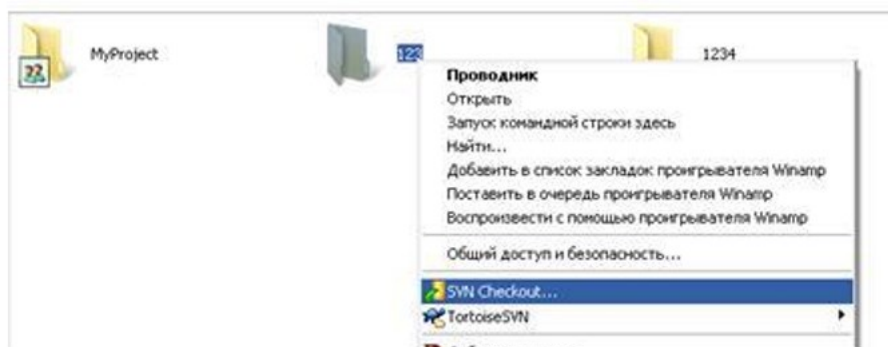 MyProject
123
1234
Проводник
Открыть
Запуск командной строки здесь
Найти...
Добавить в список закладок проигрывателя Winamp
Поставить в очередь проигрывателя Winamp
Воспроизвести с помощью проигрывателя Winamp
Общий доступ и безопасность...
SVN Checkout...
TortoiseSVN